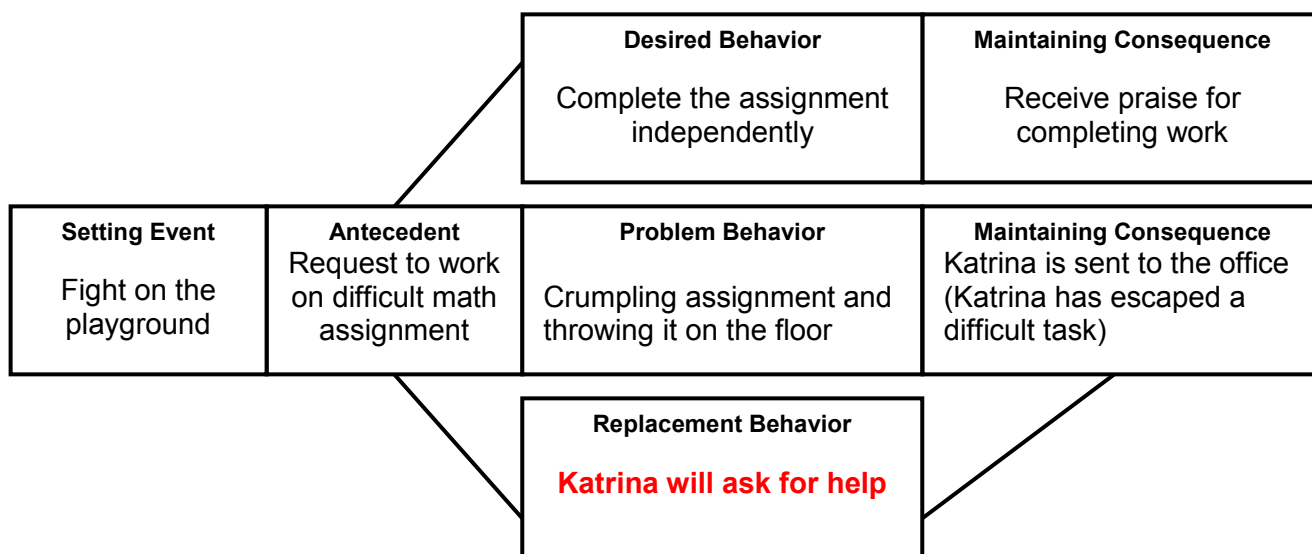 Desired Behavior
Complete the assignment
independently
Maintaining Consequence
Receive praise for
completing work
Setting Event
Fight on the
playground
Antecedent
Request to work
on difficult math
assignment
Problem Behavior
Crumpling assignment and
throwing it on the floor
Maintaining Consequence
Katrina is sent to the office
(Katrina has escaped a
difficult task)
Replacement Behavior
Katrina will ask for help